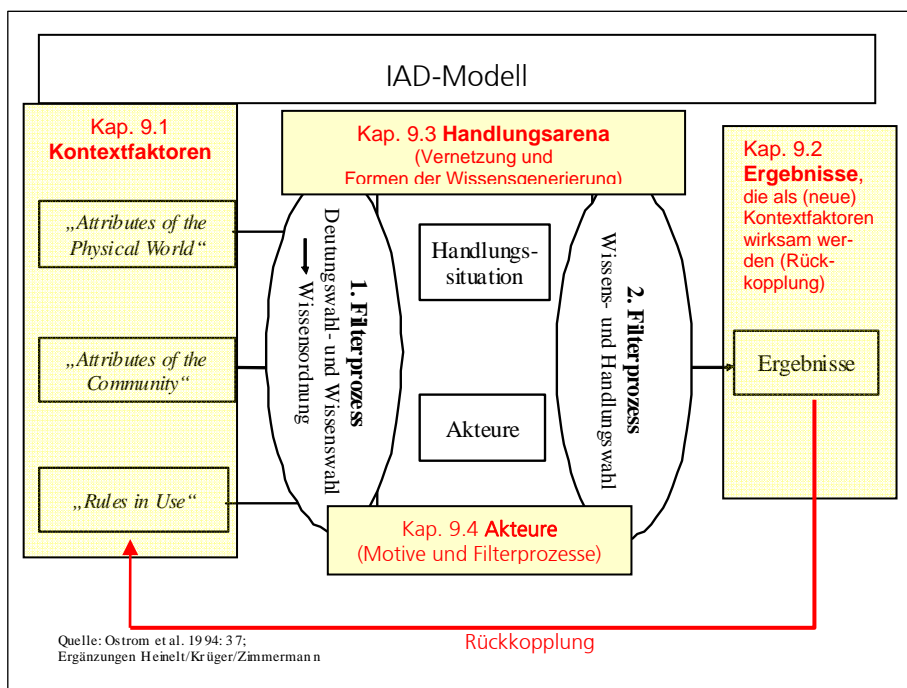 IAD-Modell
Kap. 9.1
Kontextfaktoren
„Attributes of the
Physical World“
„Attributes of the
Community“
„Rules in Use“
Kap. 9.3 Handlungsarena
(Vernetzung und
Formen der Wissensgenerierung)
1. Filterprozess
Deutungswahl- und Wissenswahl
Wissensordnung
Handlungs-
situation
Akteure
2. Filterprozess
Wissens- und Handlungswahl
Kap. 9.4 Akteure
(Motive und Filterprozesse)
Kap. 9.2
Ergebnisse,
die als (neue)
Kontextfaktoren
wirksam wer-
den (Rück-
kopplung)
Ergebnisse
Rückkopplung
Quelle: Ostrom et al. 1994: 37;
Ergänzungen Heinelt/Krüger/Zimmermann